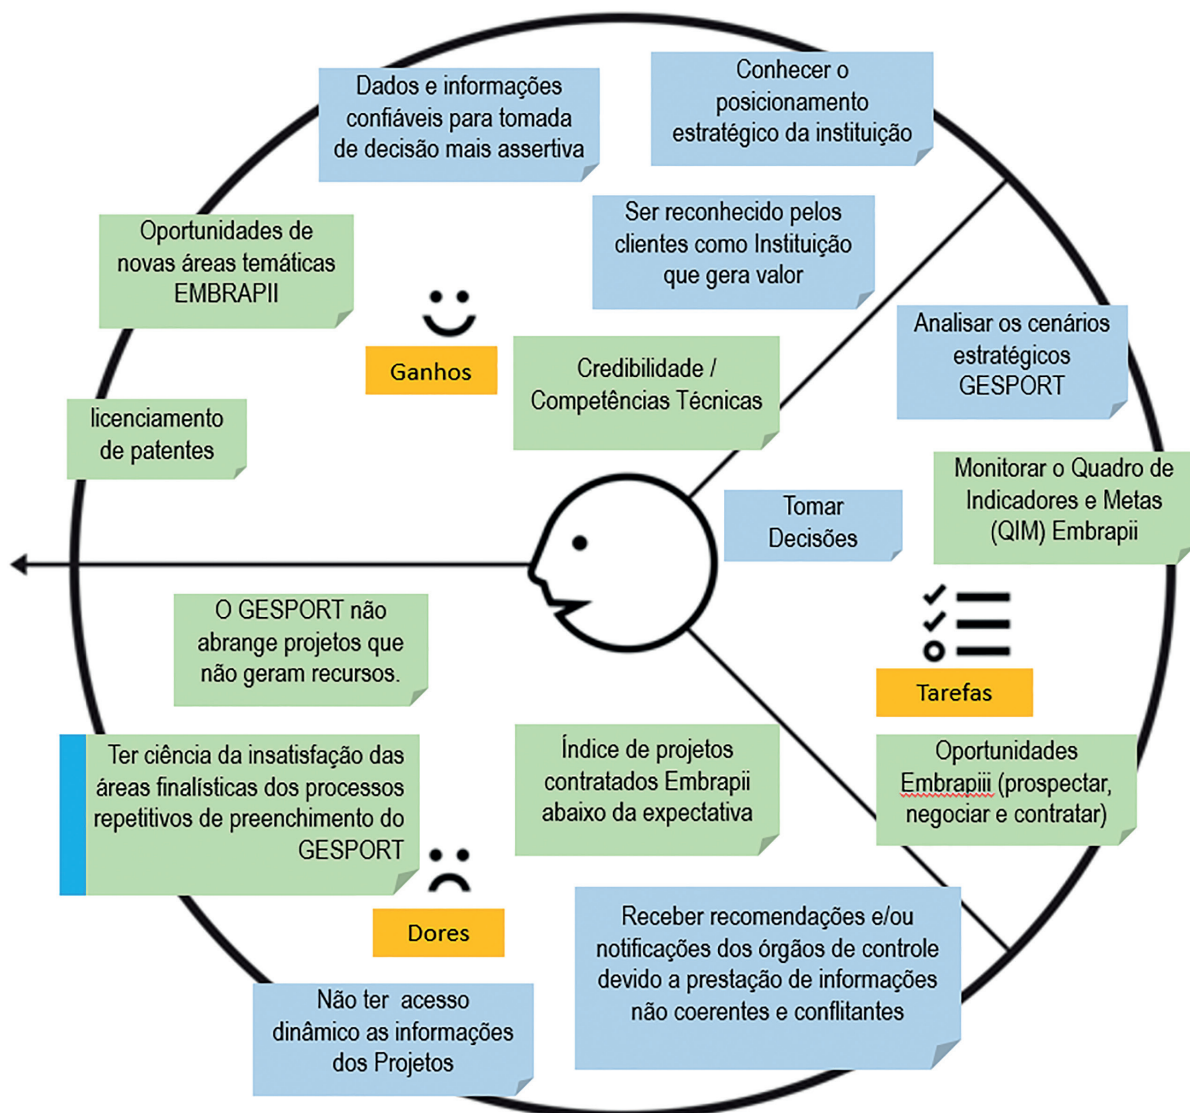 Dados e informações
confiáveis para tomada
de decisão mais assertiva
Conhecer o
posicionamento
estratégico da instituição
Oportunidades de
novas áreas temáticas
EMBRAPII
Ser reconhecido pelos
clientes como Instituição
que gera valor
Ganhos
Credibilidade /
Competências Técnicas
licenciamento
de patentes
Analisar os cenários
estratégicos
GESPORT
Monitorar o Quadro de
Indicadores e Metas
(QIM) Embrapii
Tomar
Decisões
Tarefas
Oportunidades
Embrapiii (prospectar,
negociar e contratar)
O GESPORT não
abrange projetos que
não geram recursos.
Ter ciência da insatisfação das
áreas finalísticas dos processos
repetitivos de preenchimento do
GESPORT
Índice de projetos
contratados Embrapii
abaixo da expectativa
Dores
Receber recomendações e/ou
notificações dos órgãos de controle
devido a prestação de informações
não coerentes e conflitantes
Não ter acesso
dinâmico as informações
dos Projetos